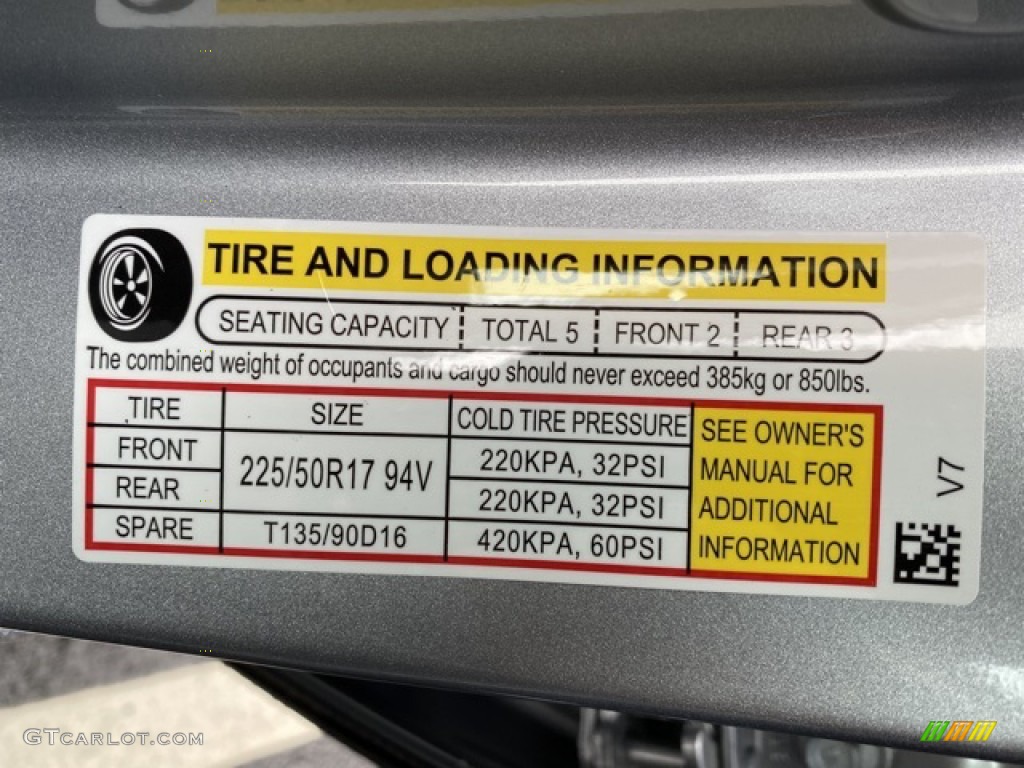 TIRE AND LOADING INFORMATION
SEATING CAPACITY TOTAL 5 FRONT 2 REAR 3
The combined weight of occupants and cargo should never exceed 385kg or 850lbs.
TIRE SIZE COLD TIRE PRESSURE
FRONT 225/50R17 94V 220KPA, 32PSI
REAR 220KPA, 32PSI
SPARE T135/90D16 420KPA, 60PSI
SEE OWNER'S
MANUAL FOR
ADDITIONAL
INFORMATION
V7
GTCARLOT.COM